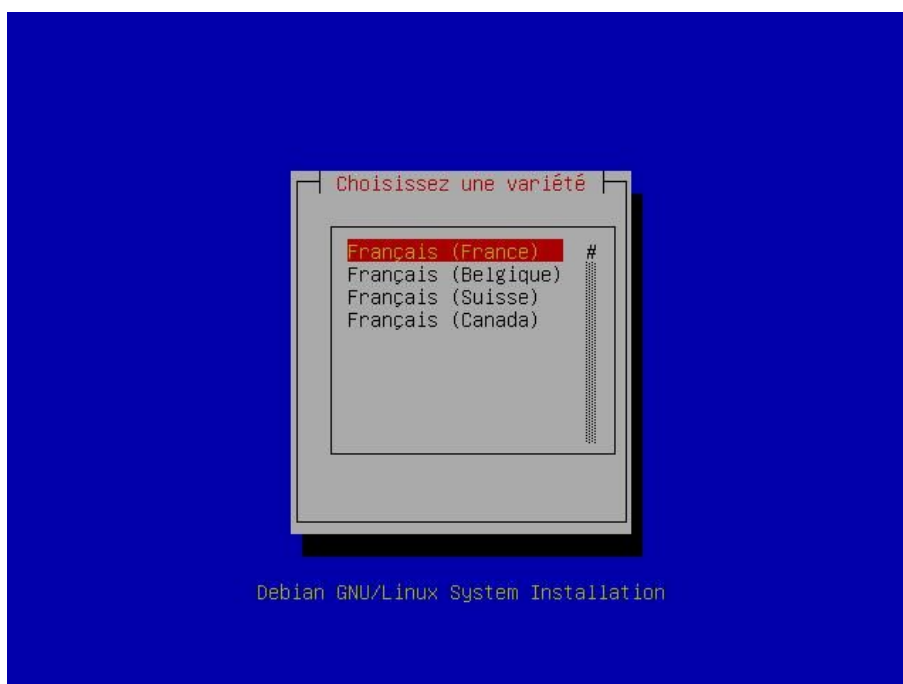 Choisissez une variété
Français (France) #
Français (Belgique)
Français (Suisse)
Français (Canada)
Debian GNU/Linux System Installation